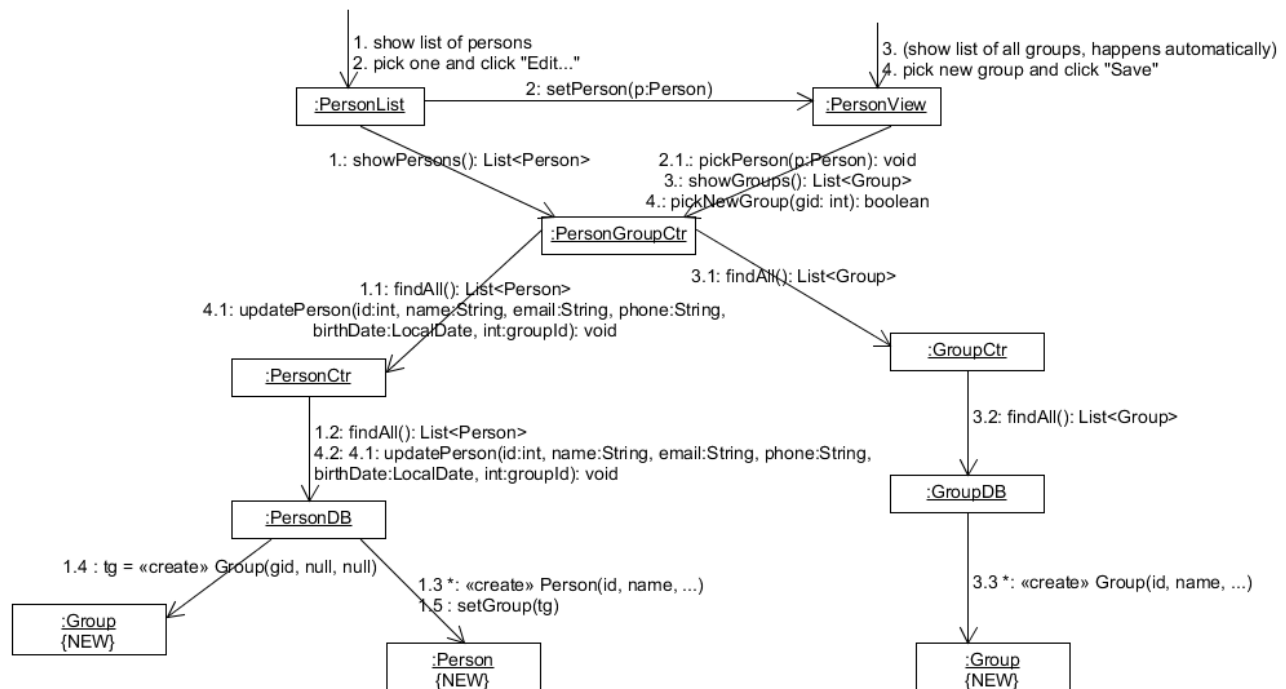 1. show list of persons
2. pick one and click "Edit..."
3. (show list of all groups, happens automatically)
4. pick new group and click "Save"
:PersonList
2: setPerson(p:Person)
:PersonView
1.: showPersons(): List<Person>
2.1.: pickPerson(p:Person): void
3.: showGroups(): List<Group>
4.: pickNewGroup(gid: int): boolean
:PersonGroupCtr
1.1: findAll(): List<Person>
4.1: updatePerson(id:int, name:String, email:String, phone:String,
birthDate:LocalDate, int:groupId): void
3.1: findAll(): List<Group>
:PersonCtr
:GroupCtr
1.2: findAll(): List<Person>
4.2: 4.1: updatePerson(id:int, name:String, email:String, phone:String,
birthDate:LocalDate, int:groupId): void
3.2: findAll(): List<Group>
:PersonDB
:GroupDB
1.4 : tg = «create» Group(gid, null, null)
1.3 *: «create» Person(id, name, ...)
1.5 : setGroup(tg)
3.3 *: «create» Group(id, name, ...)
:Group
{NEW}
:Person
{NEW}
:Group
{NEW}